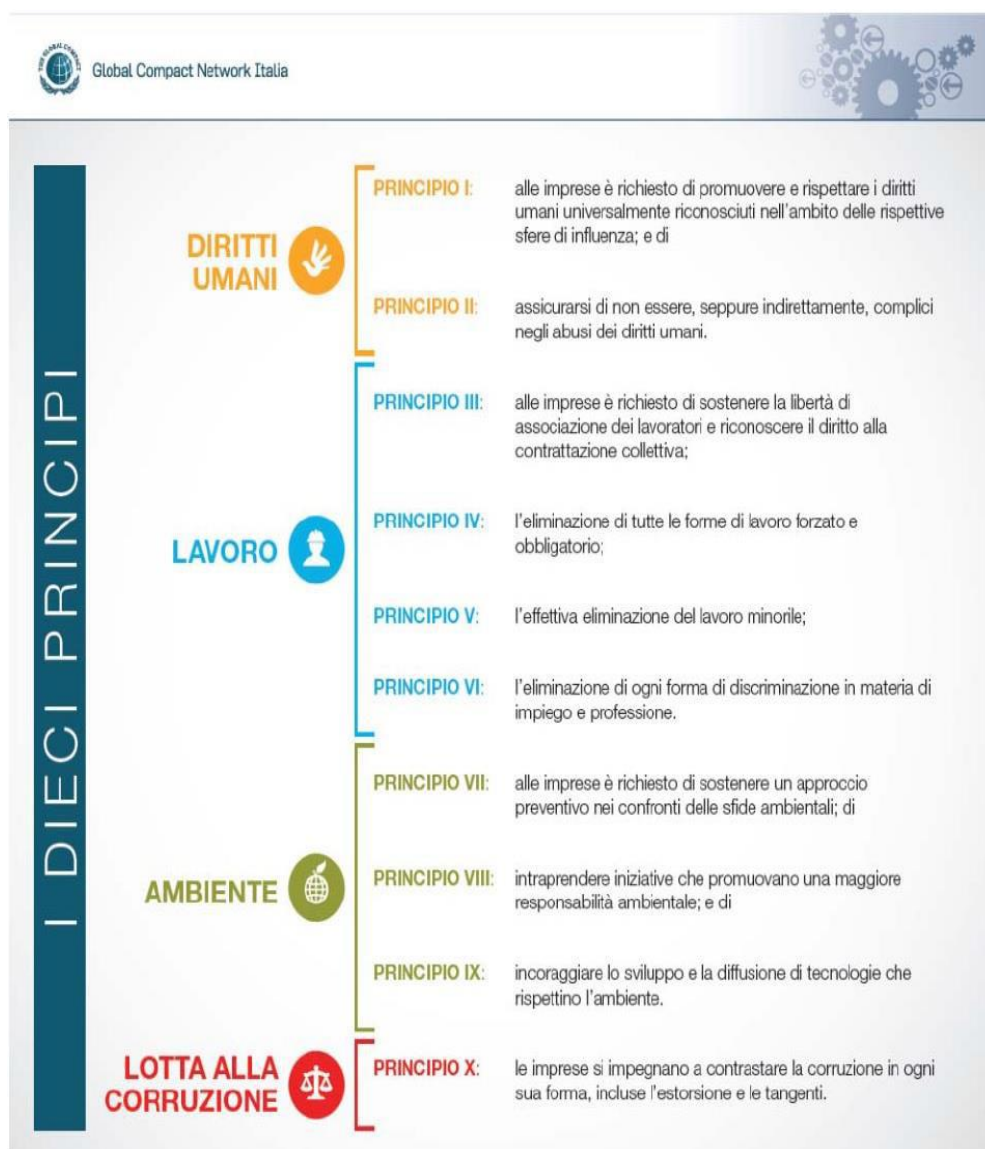 Global Compact Network Italia
I DIECI PRINCIPI
DIRITTI
UMANI
PRINCIPIO I:
alle imprese è richiesto di promuovere e rispettare i diritti
umani universalmente riconosciuti nell'ambito delle rispettive
sfere di influenza; e di
PRINCIPIO II:
assicurarsi di non essere, seppure indirettamente, complici
negli abusi dei diritti umani.
LAVORO
PRINCIPIO III:
alle imprese è richiesto di sostenere la libertà di
associazione dei lavoratori e riconoscere il diritto alla
contrattazione collettiva;
PRINCIPIO IV:
l'eliminazione di tutte le forme di lavoro forzato e
obbligatorio;
PRINCIPIO V:
l'effettiva eliminazione del lavoro minorile;
PRINCIPIO VI:
l'eliminazione di ogni forma di discriminazione in materia di
impiego e professione.
AMBIENTE
PRINCIPIO VII:
alle imprese è richiesto di sostenere un approccio
preventivo nei confronti delle sfide ambientali; di
PRINCIPIO VIII:
intraprendere iniziative che promuovano una maggiore
responsabilità ambientale; e di
PRINCIPIO IX:
incoraggiare lo sviluppo e la diffusione di tecnologie che
rispettino l'ambiente.
LOTTA ALLA
CORRUZIONE
PRINCIPIO X:
le imprese si impegnano a contrastare la corruzione in ogni
sua forma, incluse l'estorsione e le tangenti.